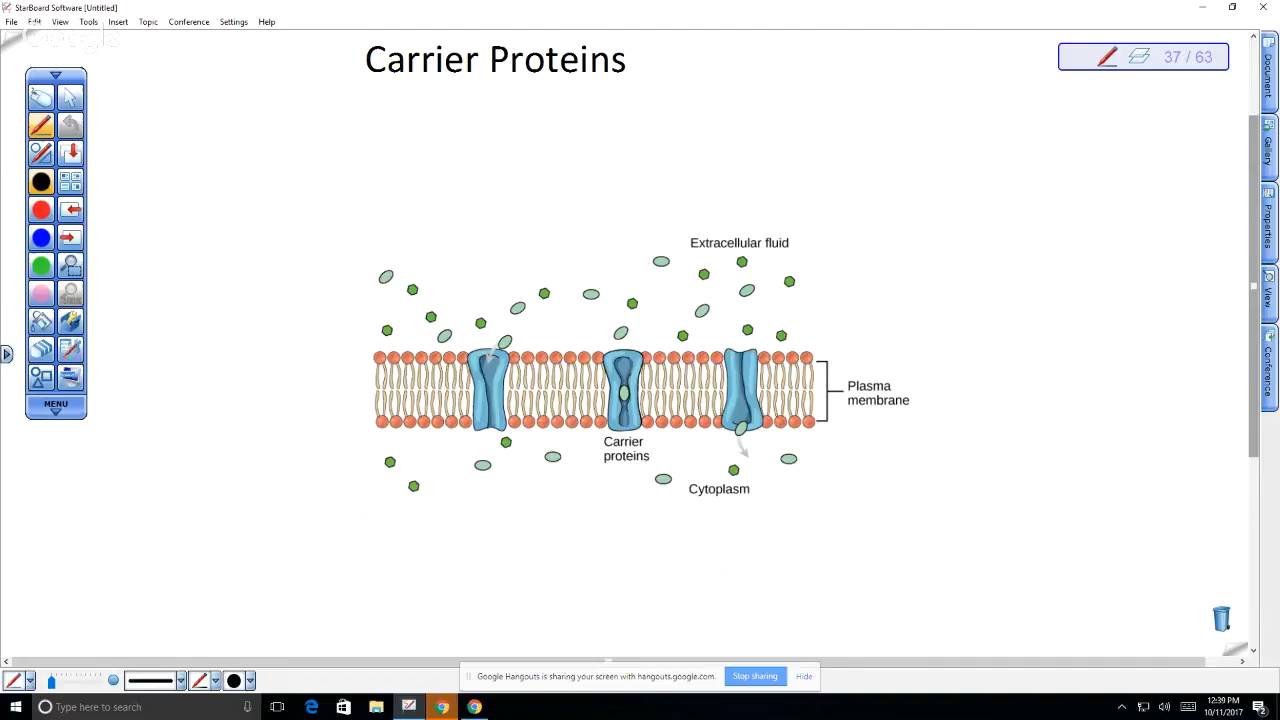 StarBoard Software [Untitled]
File Edit View Tools Insert Topic Conference Settings Help
Carrier Proteins
37 / 63
Document
Gallery
Properties
View
Conference
MENU
Extracellular fluid
Plasma
membrane
Carrier
proteins
Cytoplasm
Google Hangouts is sharing your screen with hangouts.google.com.
Stop sharing
Hide
Type here to search
12:39 PM
10/11/2017
2